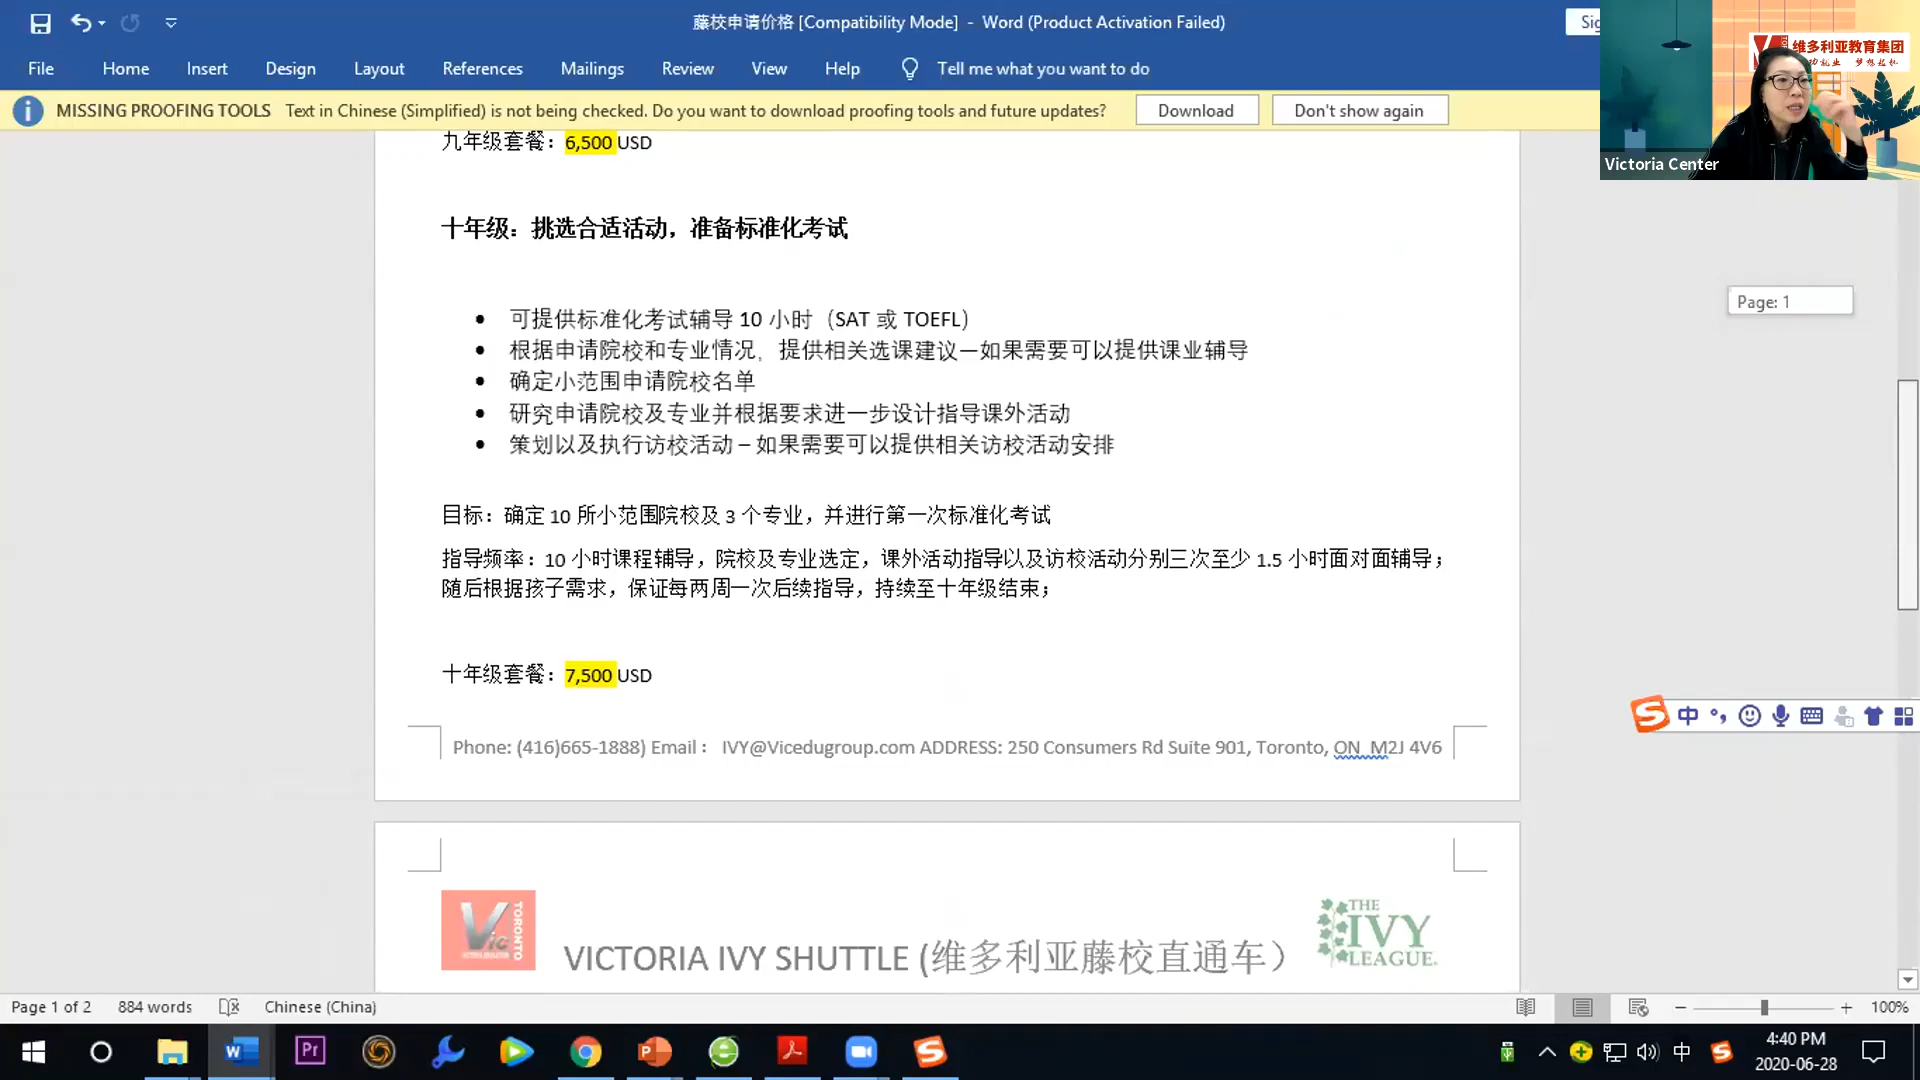 藤校申请价格 [Compatibility Mode] - Word (Product Activation Failed)
File Home Insert Design Layout References Mailings Review View Help Tell me what you want to do
MISSING PROOFING TOOLS Text in Chinese (Simplified) is not being checked. Do you want to download proofing tools and future updates? Download Don't show again
维多利亚教育集团
Victoria Center
九年级套餐：6,500 USD
十年级：挑选合适活动，准备标准化考试
Page: 1
• 可提供标准化考试辅导 10 小时（SAT 或 TOEFL）
• 根据申请院校和专业情况，提供相关选课建议—如果需要可以提供课业辅导
• 确定小范围申请院校名单
• 研究申请院校及专业并根据要求进一步设计指导课外活动
• 策划以及执行访校活动 – 如果需要可以提供相关访校活动安排
目标：确定 10 所小范围院校及 3 个专业，并进行第一次标准化考试
指导频率：10 小时课程辅导，院校及专业选定，课外活动指导以及访校活动分别三次至少 1.5 小时面对面辅导；
随后根据孩子需求，保证每两周一次后续指导，持续至十年级结束；
十年级套餐：7,500 USD
中
Phone: (416)665-1888) Email： IVY@Vicedugroup.com ADDRESS: 250 Consumers Rd Suite 901, Toronto, ON M2J 4V6
Vic TORONTO
VICTORIA IVY SHUTTLE (维多利亚藤校直通车）
THE IVY LEAGUE
Page 1 of 2 884 words Chinese (China) 100%
4:40 PM
中
2020-06-28